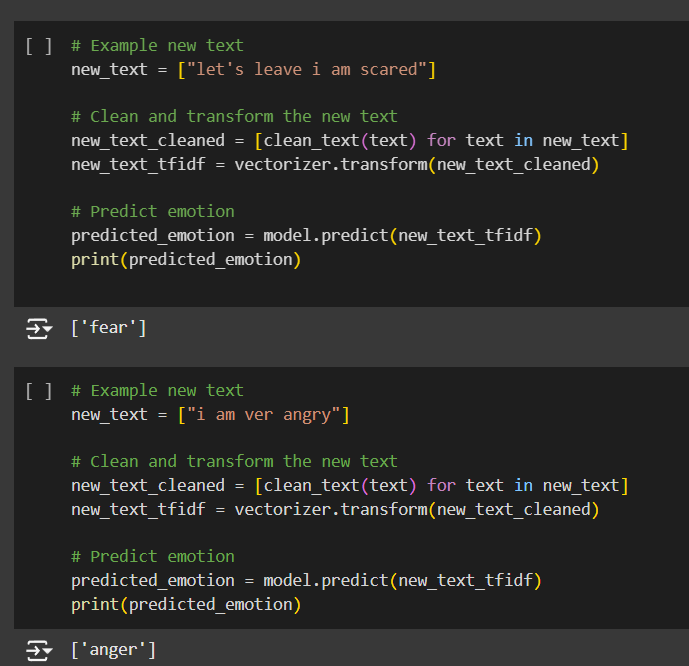 [ ] # Example new text
new_text = ["let's leave i am scared"]
# Clean and transform the new text
new_text_cleaned = [clean_text(text) for text in new_text]
new_text_tfidf = vectorizer.transform(new_text_cleaned)
# Predict emotion
predicted_emotion = model.predict(new_text_tfidf)
print(predicted_emotion)
['fear']
[ ] # Example new text
new_text = ["i am ver angry"]
# Clean and transform the new text
new_text_cleaned = [clean_text(text) for text in new_text]
new_text_tfidf = vectorizer.transform(new_text_cleaned)
# Predict emotion
predicted_emotion = model.predict(new_text_tfidf)
print(predicted_emotion)
['anger']